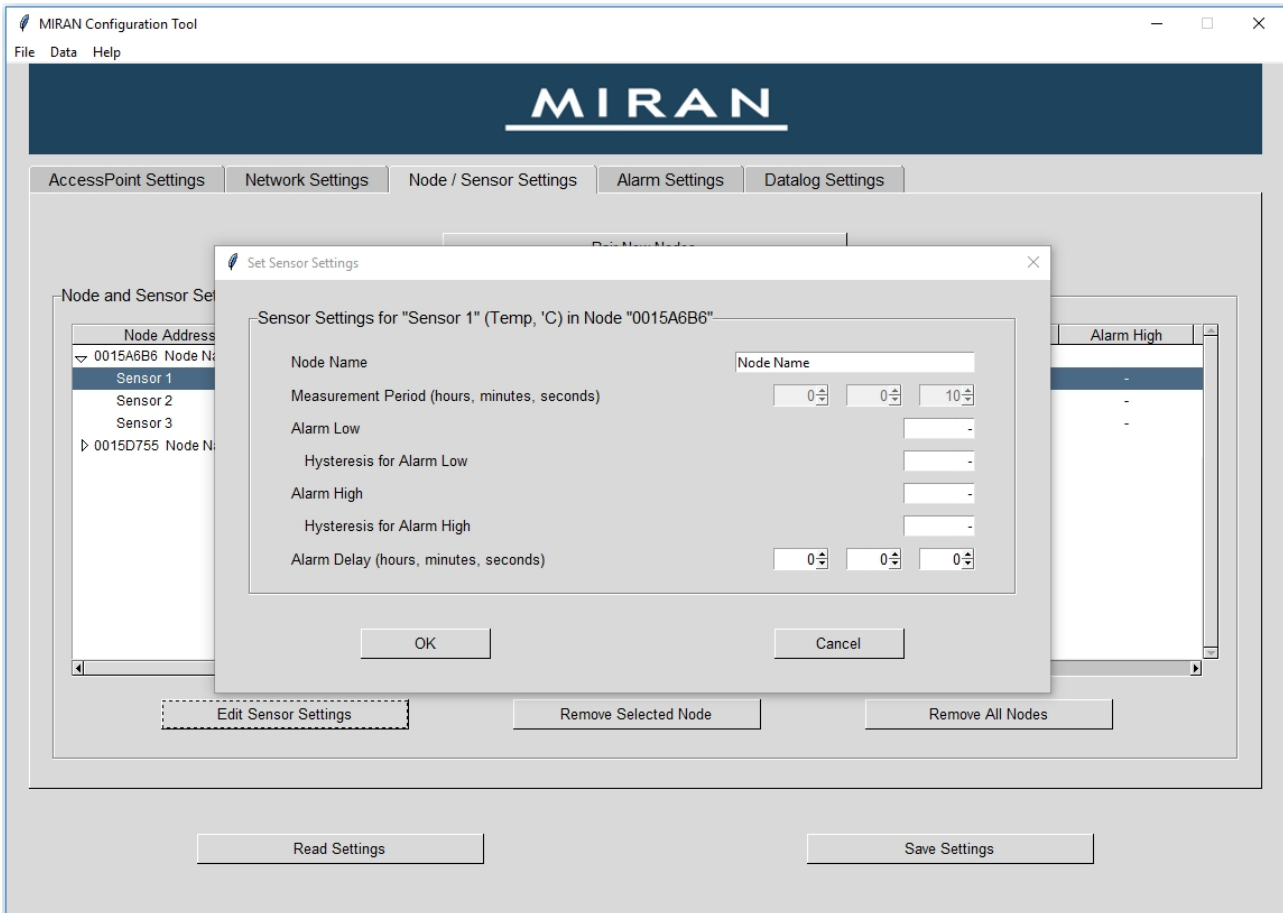 MIRAN Configuration Tool
File Data Help
MIRAN
AccessPoint Settings Network Settings Node / Sensor Settings Alarm Settings Datalog Settings
Pair New Nodes
Set Sensor Settings
Node and Sensor Set
Sensor Settings for "Sensor 1" (Temp, 'C) in Node "0015A6B6"
Node Address Alarm High
0015A6B6 Node Na
Node Name Node Name
Sensor 1 -
Measurement Period (hours, minutes, seconds) 0 0 10
Sensor 2 -
Sensor 3 -
Alarm Low -
0015D755 Node Na
Hysteresis for Alarm Low -
Alarm High -
Hysteresis for Alarm High -
Alarm Delay (hours, minutes, seconds) 0 0 0
OK Cancel
Edit Sensor Settings Remove Selected Node Remove All Nodes
Read Settings Save Settings